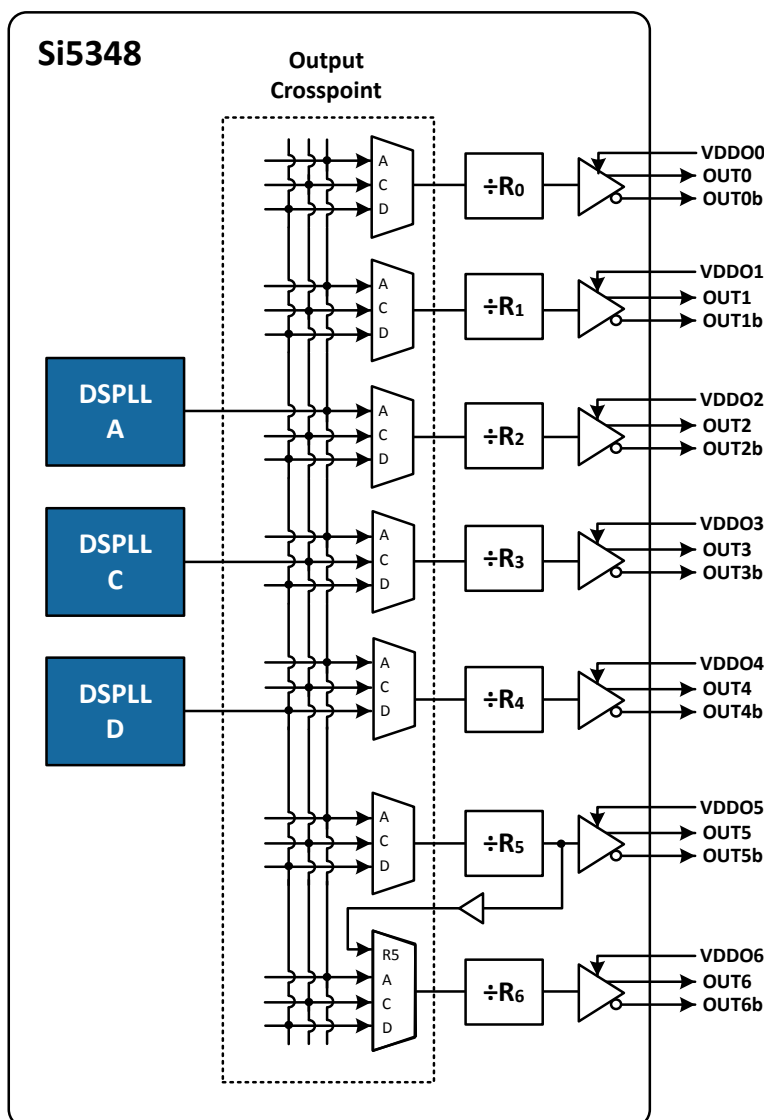 Si5348
Output
Crosspoint
A
C
D
÷R0
VDDO0
OUT0
OUT0b
A
C
D
÷R1
VDDO1
OUT1
OUT1b
DSPLL
A
A
C
D
÷R2
VDDO2
OUT2
OUT2b
DSPLL
C
A
C
D
÷R3
VDDO3
OUT3
OUT3b
DSPLL
D
A
C
D
÷R4
VDDO4
OUT4
OUT4b
A
C
D
÷R5
VDDO5
OUT5
OUT5b
R5
A
C
D
÷R6
VDDO6
OUT6
OUT6b